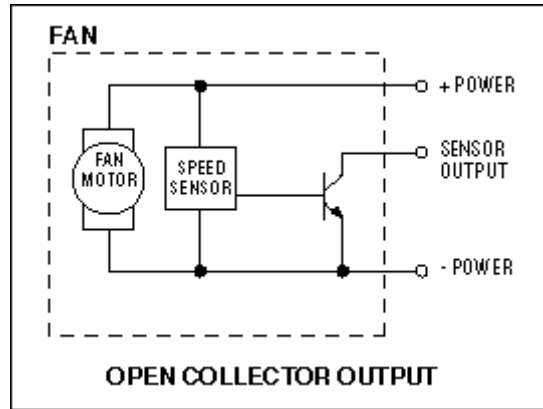 FAN
+ POWER
FAN
MOTOR
SPEED
SENSOR
SENSOR
OUTPUT
- POWER
OPEN COLLECTOR OUTPUT